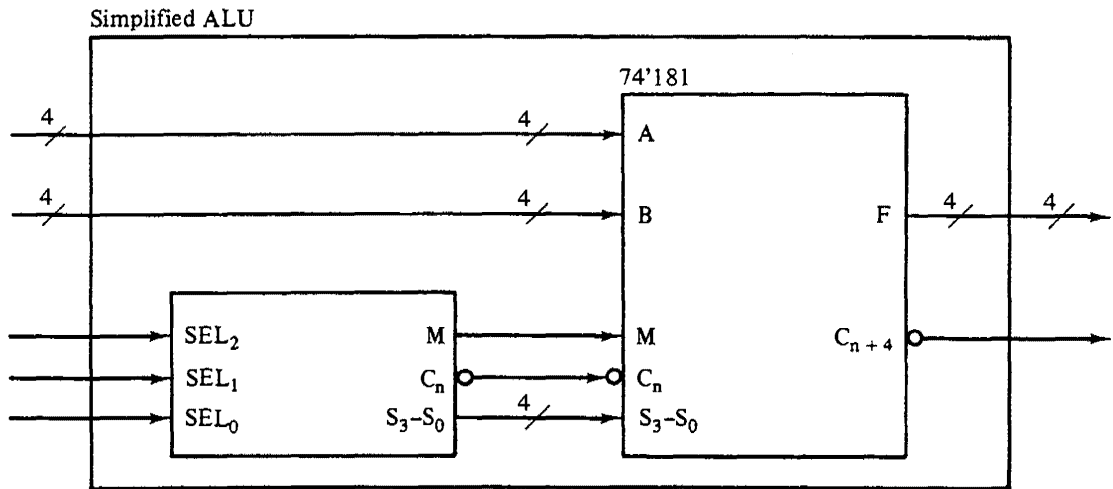 Simplified ALU
74'181
4 4 A
4 4 B F 4 4
SEL₂ M M Cₙ₊₄
SEL₁ Cₙ Cₙ
SEL₀ S₃–S₀ 4 S₃–S₀